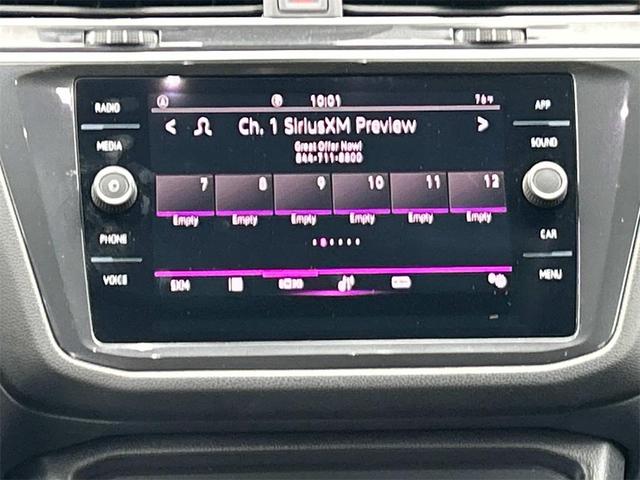 10:01
76°F
RADIO
APP
Ch. 1 SiriusXM Preview
MEDIA
SOUND
Great Offer Now!
844-711-8800
7 8 9 10 11 12
Empty Empty Empty Empty Empty Empty
PHONE
CAR
VOICE
MENU
SXM